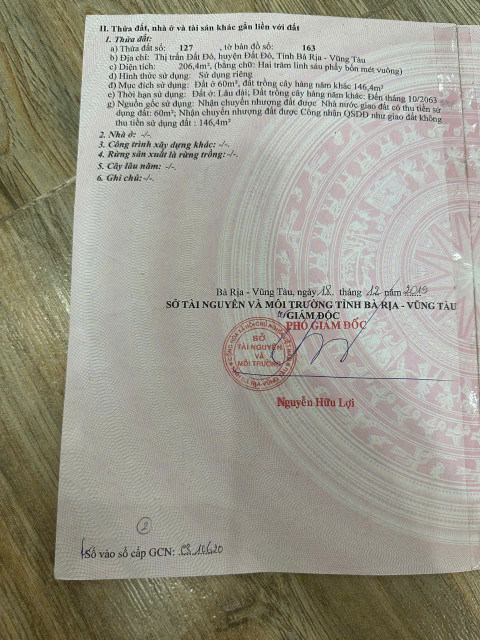 II. Thửa đất, nhà ở và tài sản khác gắn liền với đất
1. Thửa đất:
a) Thửa đất số: 127 , tờ bản đồ số: 163
b) Địa chỉ: Thị trấn Đất Đỏ, huyện Đất Đỏ, Tỉnh Bà Rịa - Vũng Tàu
c) Diện tích: 206,4m², (bằng chữ: Hai trăm linh sáu phẩy bốn mét vuông)
d) Hình thức sử dụng: Sử dụng riêng
đ) Mục đích sử dụng: Đất ở 60m²; đất trồng cây hàng năm khác 146,4m²
e) Thời hạn sử dụng: Đất ở: Lâu dài; Đất trồng cây hàng năm khác: Đến tháng 10/2063
g) Nguồn gốc sử dụng: Nhận chuyển nhượng đất được Nhà nước giao đất có thu tiền sử
dụng đất: 60m²; Nhận chuyển nhượng đất được Công nhận QSDĐ như giao đất không
thu tiền sử dụng đất : 146,4m²
2. Nhà ở: -/-.
3. Công trình xây dựng khác: -/-.
4. Rừng sản xuất là rừng trồng: -/-.
5. Cây lâu năm: -/-.
6. Ghi chú: -/-.
Bà Rịa - Vũng Tàu, ngày 18 tháng 12 năm 2019
SỞ TÀI NGUYÊN VÀ MÔI TRƯỜNG TỈNH BÀ RỊA - VŨNG TÀU
GIÁM ĐỐC
PHÓ GIÁM ĐỐC
SỞ
TÀI NGUYÊN
VÀ
MÔI TRƯỜNG
Nguyễn Hữu Lợi
2
Số vào sổ cấp GCN: CS 10620